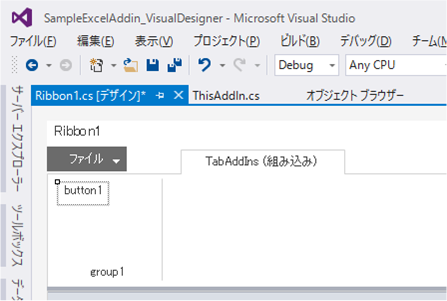 SampleExcelAddin_VisualDesigner - Microsoft Visual Studio
ファイル(F) 編集(E) 表示(V) プロジェクト(P) ビルド(B) デバッグ(D) チーム(M
Debug Any CPU
Ribbon1.cs [デザイン]* ThisAddIn.cs オブジェクト ブラウザー
サーバー エクスプローラー
ツールボックス
データ
Ribbon1
ファイル TabAddIns (組み込み)
button1
group1